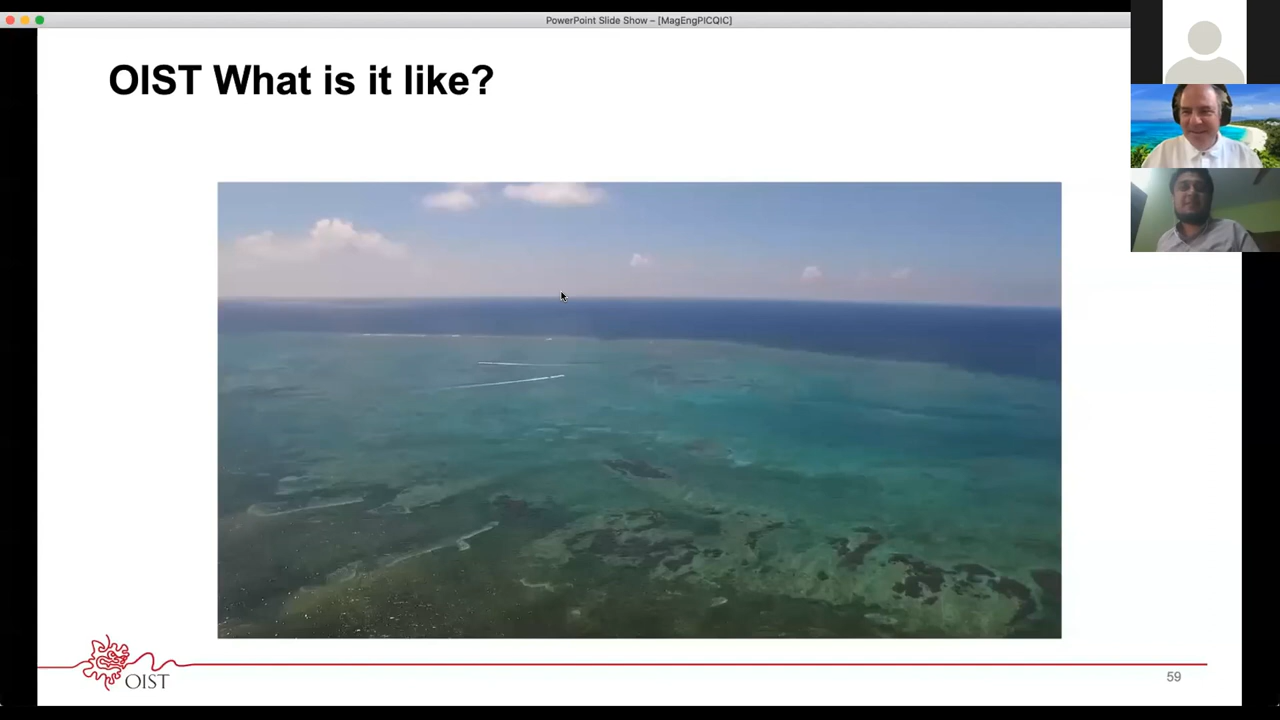 PowerPoint Slide Show – [MagEngPICQIC]
OIST What is it like?
OIST
59